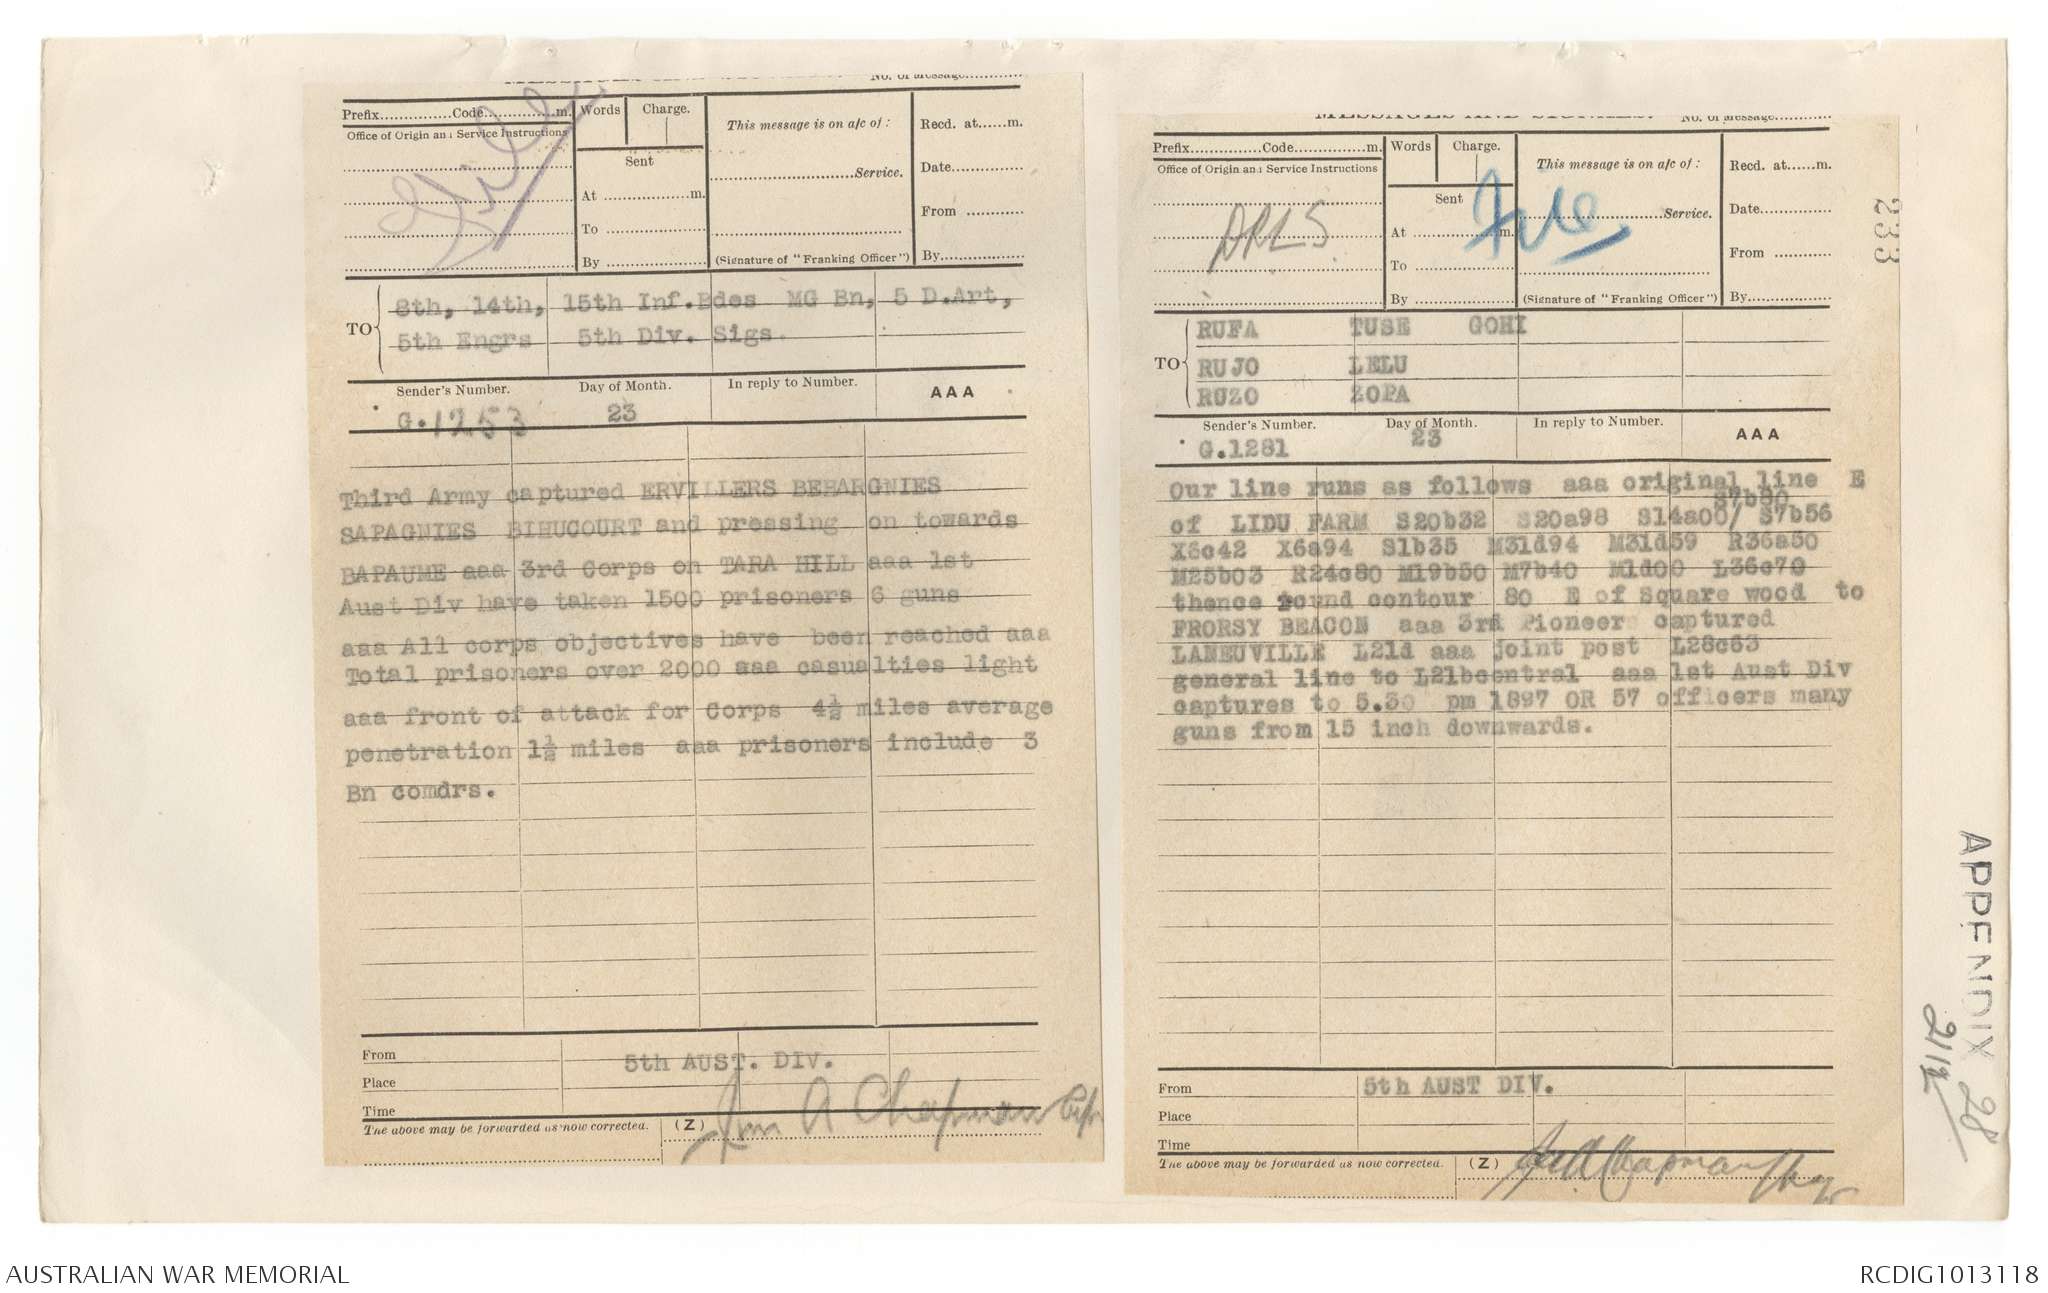 MESSAGES AND SIGNALS. No. of Message............
Prefix................Code................m.
Words
Charge.
Office of Origin and Service Instructions
File
Sent
At ..................m.
To
By
This message is on a/c of :
Service.
(Signature of "Franking Officer")
Recd. at......m.
Date
From
By
TO
8th, 14th, 15th Inf.Bdes MG Bn, 5 D.Art,
5th Engrs 5th Div. Sigs.
Sender's Number.
Day of Month.
In reply to Number.
AAA
G.1253
23
Third Army captured ERVILLERS BEHARGNIES
SAPAGNIES BIHUCOURT and pressing on towards
BAPAUME aaa 3rd Corps on TARA HILL aaa 1st
Aust Div have taken 1500 prisoners 6 guns
aaa All corps objectives have been reached aaa
Total prisoners over 2000 aaa casualties light
aaa front of attack for Corps 4½ miles average
penetration 1½ miles aaa prisoners include 3
Bn comdrs.
From
5th AUST. DIV.
Place
Time
The above may be forwarded as now corrected.
(Z)
A Chapman
MESSAGES AND SIGNALS. No. of Message............
Prefix................Code................m.
Words
Charge.
Office of Origin and Service Instructions
DRLS
Sent
At ..................m.
To
By
File
This message is on a/c of :
Service.
(Signature of "Franking Officer")
Recd. at......m.
Date
From
By
233
TO
RUFA TUSE GOHI
RUJO LELU
RUZO ZOPA
Sender's Number.
Day of Month.
In reply to Number.
AAA
G.1281
23
Our line runs as follows aaa original line E
S7b80
of LIDU FARM S20b32 S20a98 S14a00/ S7b56
X6c42 X6a94 S1b35 M31d94 M31d59 R36a50
M25b03 R24c80 M19b50 M7b40 M1d00 L36c70
thence round contour 80 E of Square wood to
FRORSY BEACON aaa 3rd Pioneer captured
LANEUVILLE L21d aaa joint post L28c63
general line to L21bcentral aaa 1st Aust Div
captures to 5.30 pm 1897 OR 57 officers many
guns from 15 inch downwards.
From
5th AUST DIV.
Place
Time
The above may be forwarded as now corrected.
(Z)
A Chapman
APPENDIX 28
AUSTRALIAN WAR MEMORIAL
RCDIG1013118